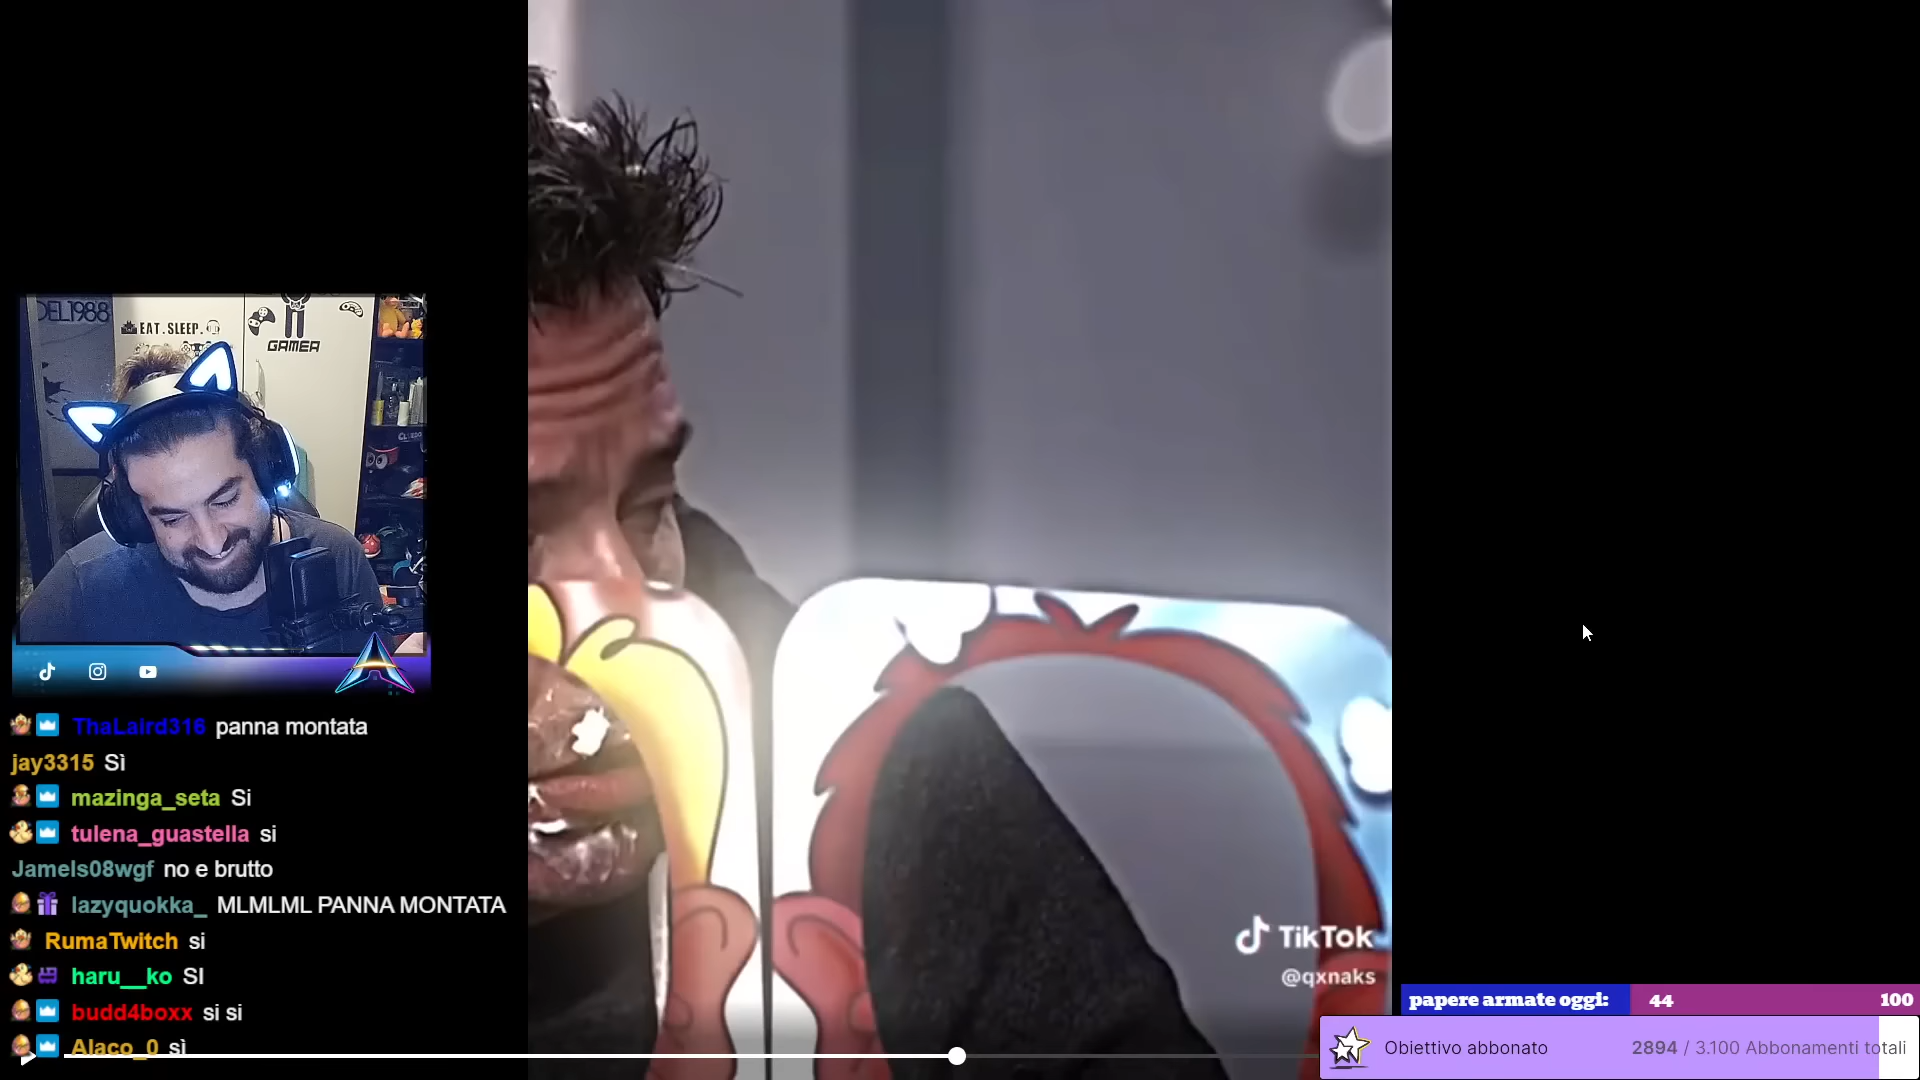 DEL1988
EAT.SLEEP.
GAMER
ThaLaird316 panna montata
jay3315 Sì
mazinga_seta Si
tulena_guastella si
Jamels08wgf no e brutto
lazyquokka_ MLMLML PANNA MONTATA
RumaTwitch si
haru__ko SI
budd4boxx si si
Alaco_0 sì
TikTok
@qxnaks
papere armate oggi: 44 100
Obiettivo abbonato 2894 / 3.100 Abbonamenti totali